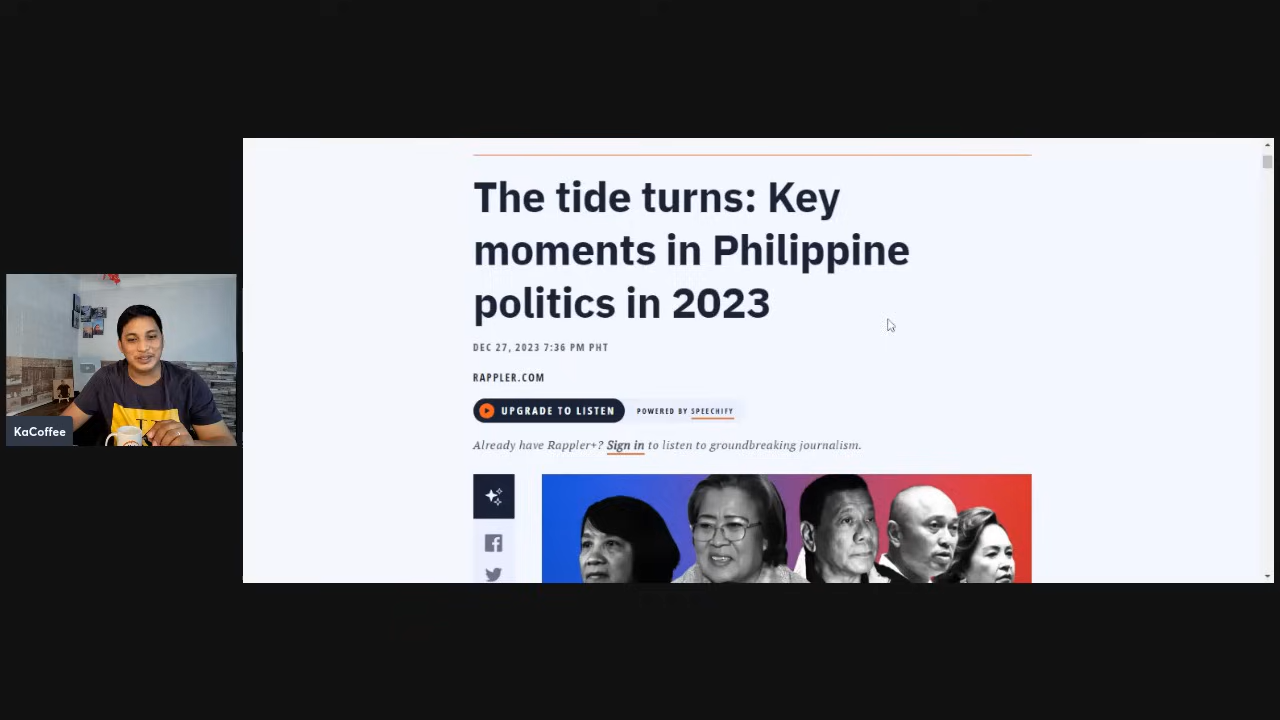 The tide turns: Key
moments in Philippine
politics in 2023
DEC 27, 2023 7:36 PM PHT
RAPPLER.COM
UPGRADE TO LISTEN POWERED BY SPEECHIFY
Already have Rappler+? Sign in to listen to groundbreaking journalism.
KaCoffee